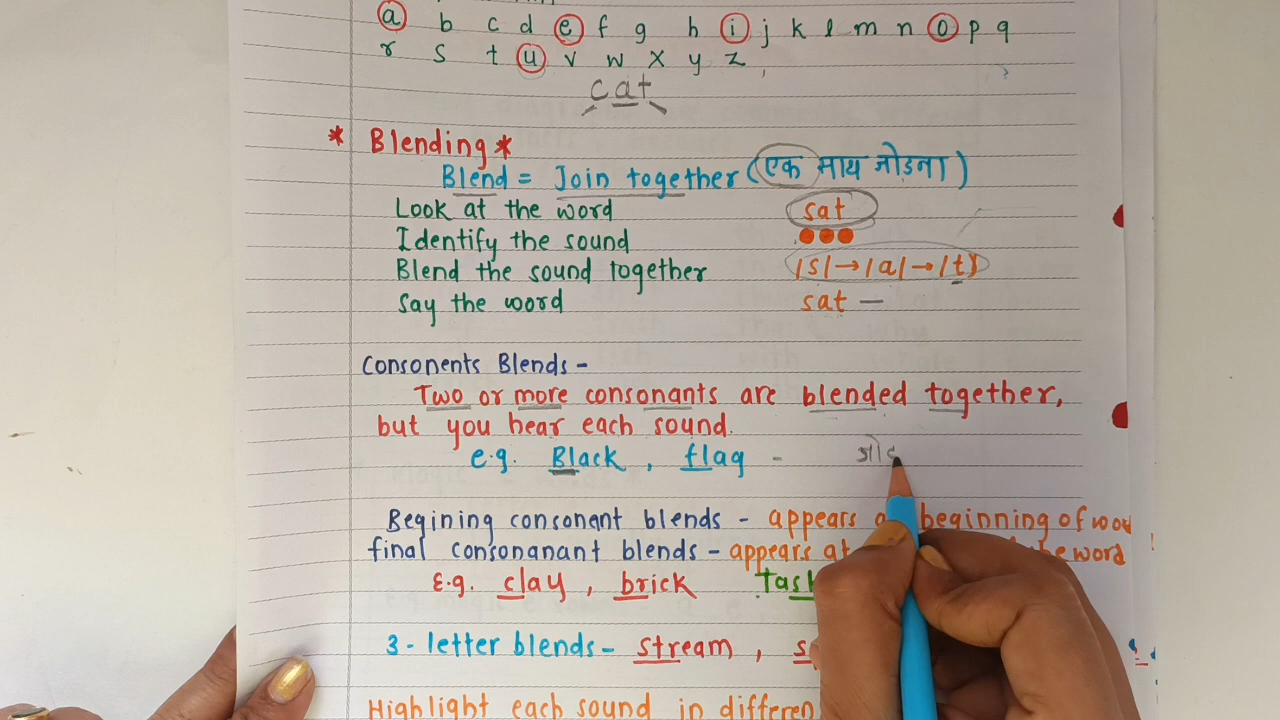 a b c d e f g h i j k l m n o p q
r s t u v w x y z
cat
* Blending *
Blend = Join together (एक साथ जोड़ना)
Look at the word sat
Identify the sound
Blend the sound together |s|→|a|→|t|
Say the word sat —
Consonents Blends -
Two or more consonants are blended together,
but you hear each sound.
e.g. Black , flag -
Begining consonant blends - appears beginning of word
final consonanant blends - appears at the word
E.g. clay , brick
3- letter blends - stream ,
Highlight each sound in